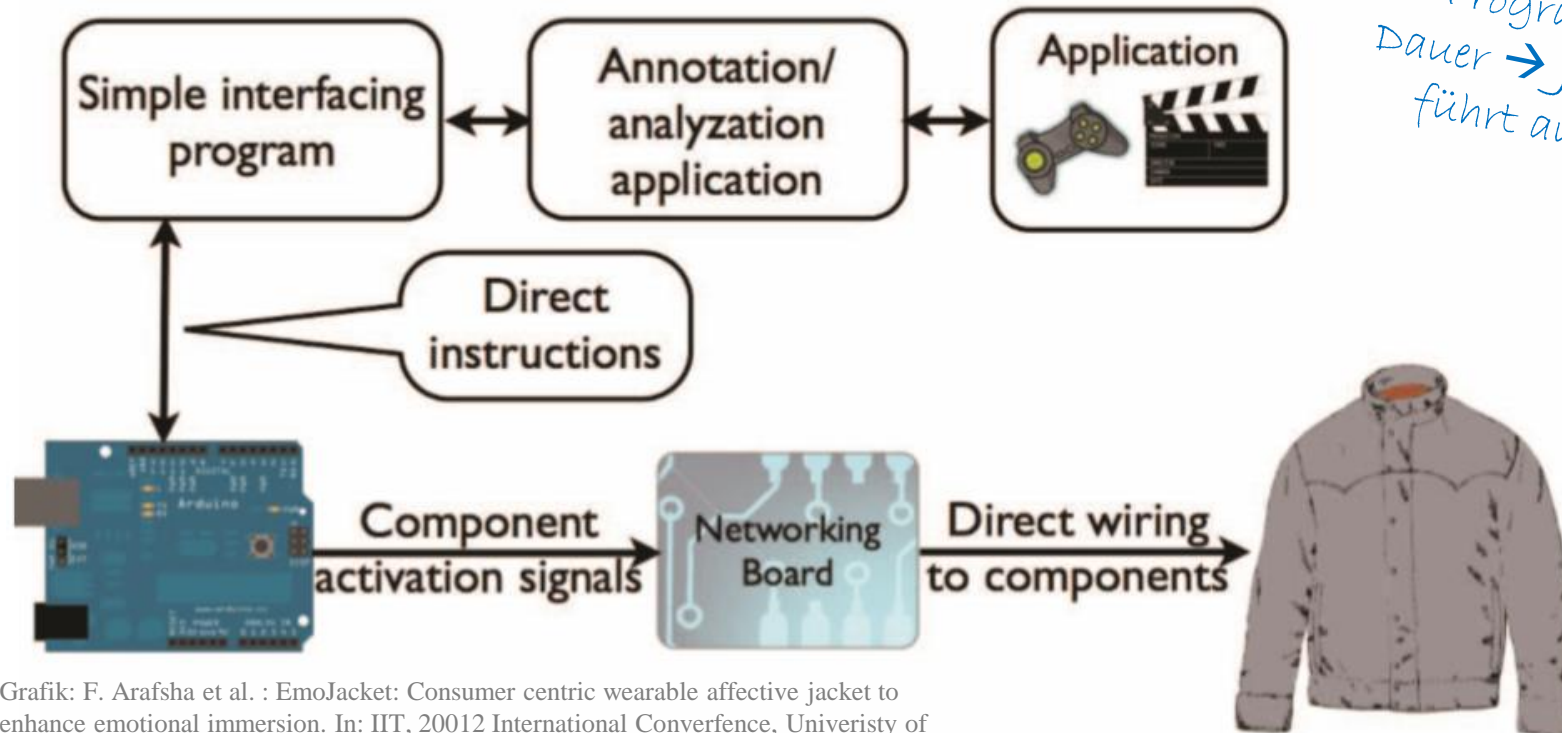 Simple interfacing
program
Annotation/
analyzation
application
Application
Dauer →
führt
Direct
instructions
Arduino
Component
activation signals
Networking
Board
Direct wiring
to components
Grafik: F. Arafsha et al. : EmoJacket: Consumer centric wearable affective jacket to
enhance emotional immersion. In: IIT, 20012 International Converfence, Univeristy of